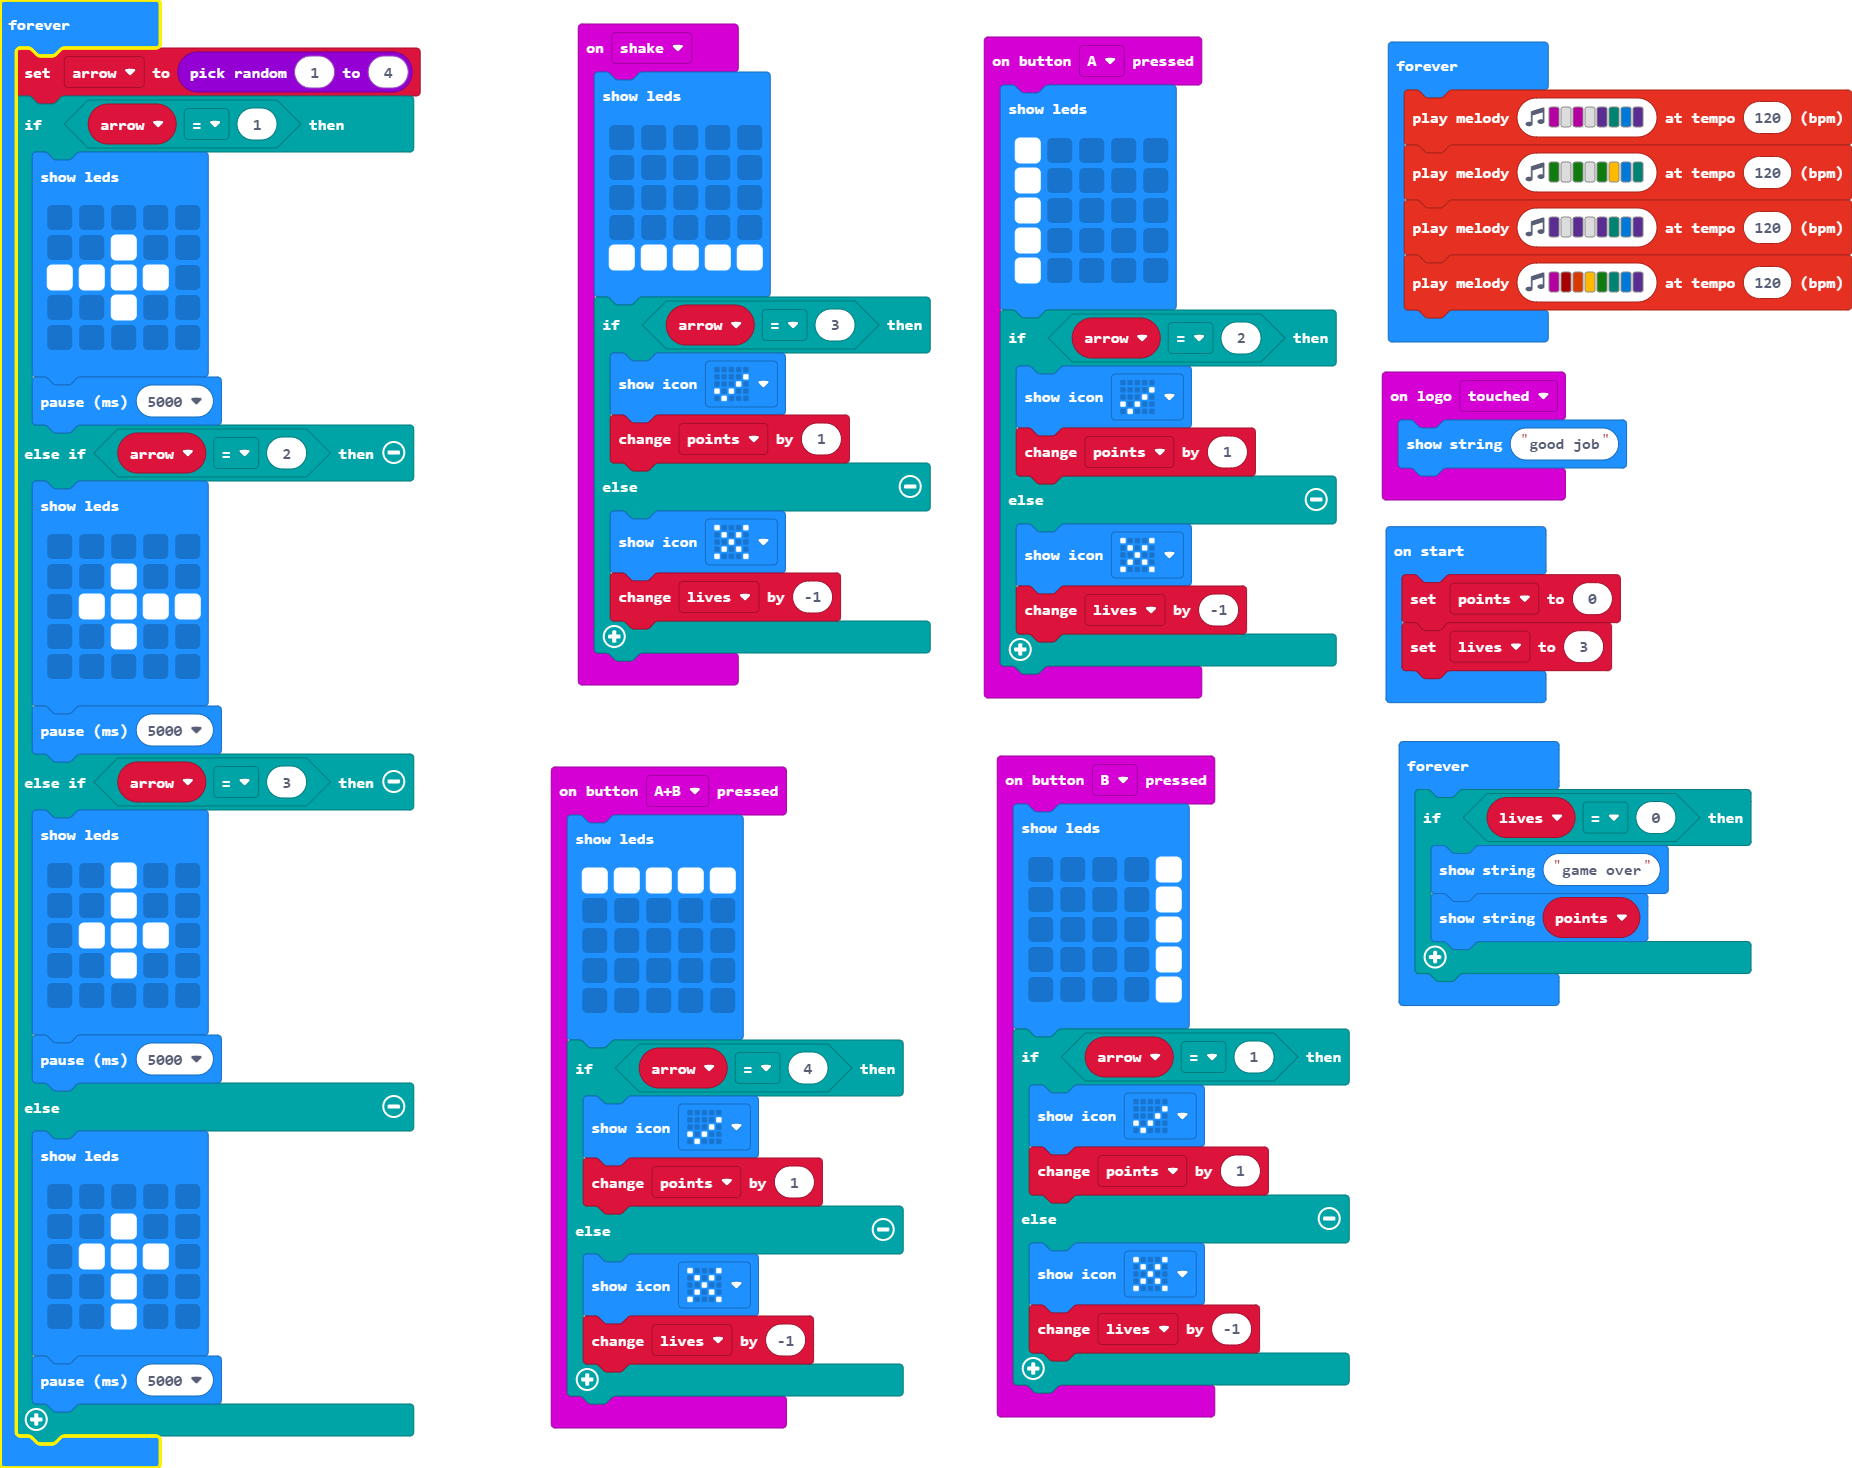 forever
set arrow to pick random 1 to 4
if arrow = 1 then
show leds
pause (ms) 5000
else if arrow = 2 then
show leds
pause (ms) 5000
else if arrow = 3 then
show leds
pause (ms) 5000
else
show leds
pause (ms) 5000
on shake
show leds
if arrow = 3 then
show icon
change points by 1
else
show icon
change lives by -1
on button A+B pressed
show leds
if arrow = 4 then
show icon
change points by 1
else
show icon
change lives by -1
on button A pressed
show leds
if arrow = 2 then
show icon
change points by 1
else
show icon
change lives by -1
on button B pressed
show leds
if arrow = 1 then
show icon
change points by 1
else
show icon
change lives by -1
forever
play melody at tempo 120 (bpm)
play melody at tempo 120 (bpm)
play melody at tempo 120 (bpm)
play melody at tempo 120 (bpm)
on logo touched
show string "good job"
on start
set points to 0
set lives to 3
forever
if lives = 0 then
show string "game over"
show string points